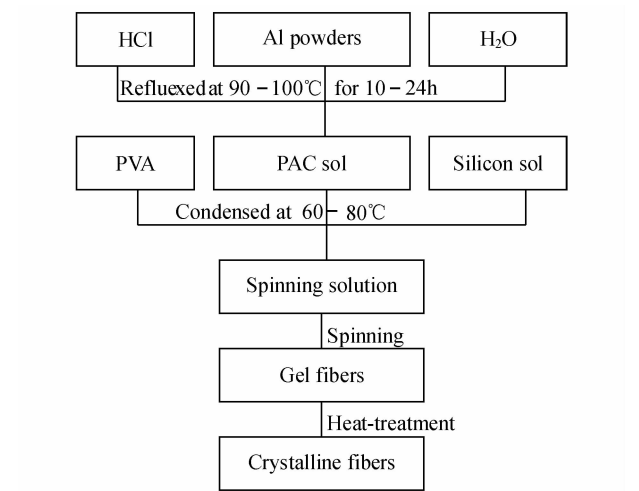 HCl
Al powders
H₂O
Refluexed at 90－100℃ for 10－24h
PVA
PAC sol
Silicon sol
Condensed at 60－80℃
Spinning solution
Spinning
Gel fibers
Heat-treatment
Crystalline fibers